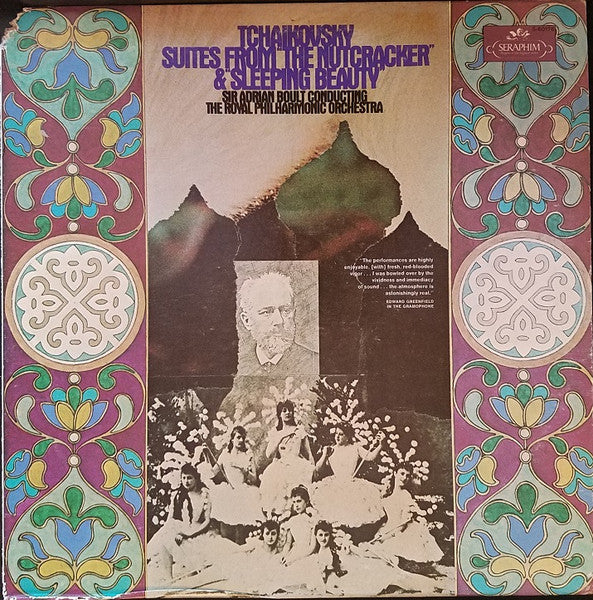 TCHAIKOVSKY
SUITES FROM "THE NUTCRACKER"
& SLEEPING BEAUTY
SIR ADRIAN BOULT CONDUCTING
THE ROYAL PHILHARMONIC ORCHESTRA
SERAPHIM
"The performances are highly
enjoyable, [with] fresh, red-blooded
vigor . . . I was bowled over by the
vividness and immediacy
of sound . . . the atmosphere is
astonishingly real."
EDWARD GREENFIELD
IN THE GRAMOPHONE